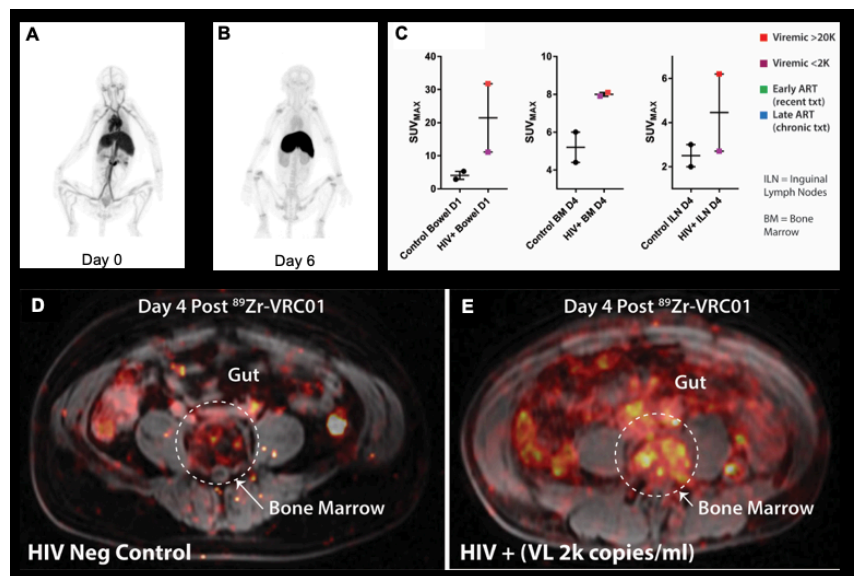 A
Day 0
B
Day 6
C
40
30
20
10
0
SUVMAX
Control Bowel D1
HIV+ Bowel D1
10
8
6
4
SUVMAX
Control BM D4
HIV+ BM D4
6
4
2
SUVMAX
Control ILN D4
HIV+ ILN D4
Viremic >20K
Viremic <2K
Early ART
(recent txt)
Late ART
(chronic txt)
ILN = Inguinal
Lymph Nodes
BM = Bone
Marrow
D
Day 4 Post ⁸⁹Zr-VRC01
Gut
Bone Marrow
HIV Neg Control
E
Day 4 Post ⁸⁹Zr-VRC01
Gut
Bone Marrow
HIV + (VL 2k copies/ml)